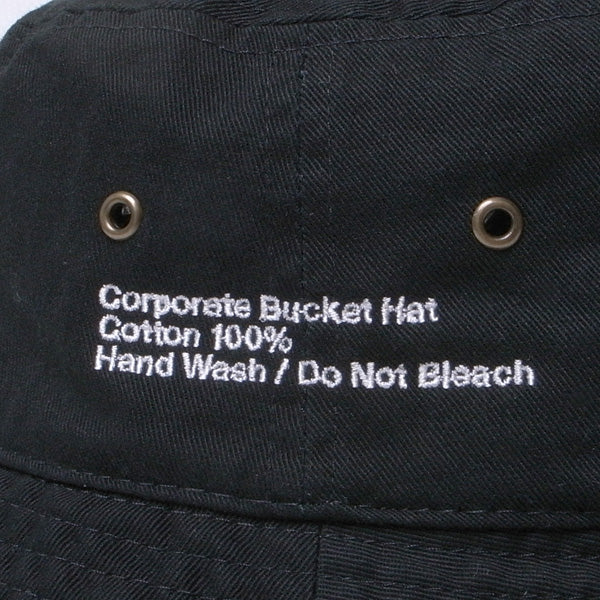 Corporate Bucket Hat
Cotton 100%
Hand Wash / Do Not Bleach